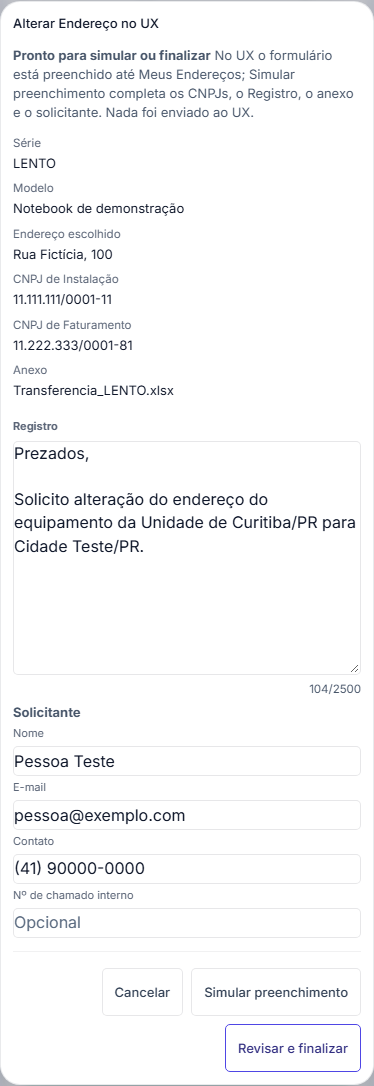 Alterar Endereço no UX
Pronto para simular ou finalizar No UX o formulário
está preenchido até Meus Endereços; Simular
preenchimento completa os CNPJs, o Registro, o anexo
e o solicitante. Nada foi enviado ao UX.
Série
LENTO
Modelo
Notebook de demonstração
Endereço escolhido
Rua Fictícia, 100
CNPJ de Instalação
11.111.111/0001-11
CNPJ de Faturamento
11.222.333/0001-81
Anexo
Transferencia_LENTO.xlsx
Registro
Prezados,
Solicito alteração do endereço do
equipamento da Unidade de Curitiba/PR para
Cidade Teste/PR.
104/2500
Solicitante
Nome
Pessoa Teste
E-mail
pessoa@exemplo.com
Contato
(41) 90000-0000
Nº de chamado interno
Opcional
Cancelar
Simular preenchimento
Revisar e finalizar